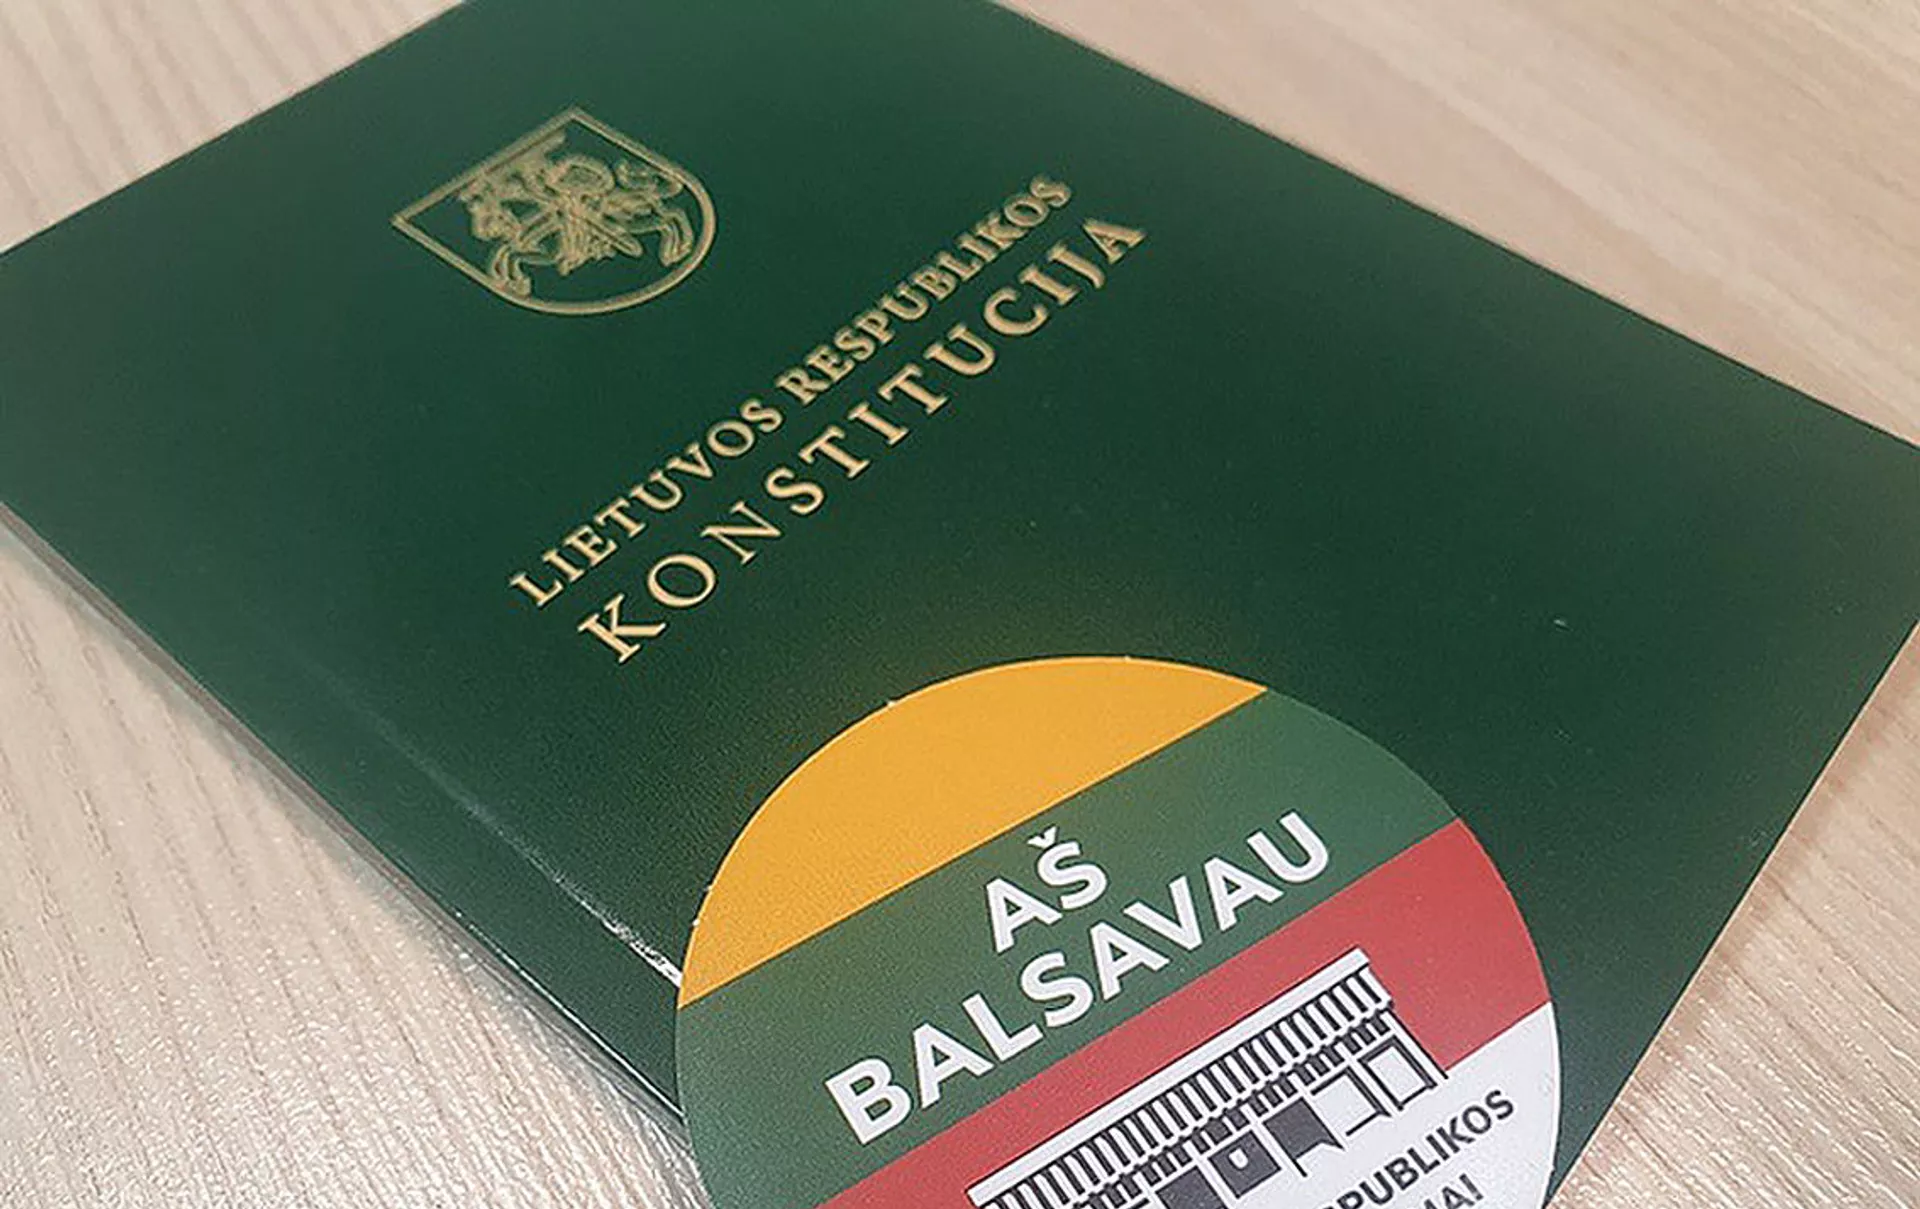 LIETUVOS RESPUBLIKOS
KONSTITUCIJA
AŠ
BALSAVAU